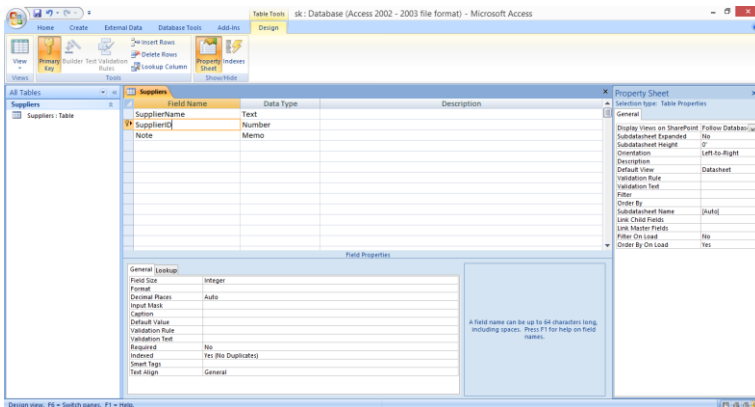 Table Tools sk : Database (Access 2002 - 2003 file format) - Microsoft Access
Home Create External Data Database Tools Add-Ins Design
View
Views
Primary Key
Builder
Test Validation Rules
Insert Rows
Delete Rows
Lookup Column
Tools
Property Sheet
Indexes
Show/Hide
All Tables
Suppliers
Suppliers : Table
Suppliers
Field Name Data Type Description
SupplierName Text
SupplierID Number
Note Memo
Field Properties
General Lookup
Field Size Integer
Format
Decimal Places Auto
Input Mask
Caption
Default Value
Validation Rule
Validation Text
Required No
Indexed Yes (No Duplicates)
Smart Tags
Text Align General
A field name can be up to 64 characters long,
including spaces. Press F1 for help on field
names.
Property Sheet
Selection type: Table Properties
General
Display Views on SharePoint Follow Databas
Subdatasheet Expanded No
Subdatasheet Height 0"
Orientation Left-to-Right
Description
Default View Datasheet
Validation Rule
Validation Text
Filter
Order By
Subdatasheet Name [Auto]
Link Child Fields
Link Master Fields
Filter On Load No
Order By On Load Yes
Design view. F6 = Switch panes. F1 = Help.